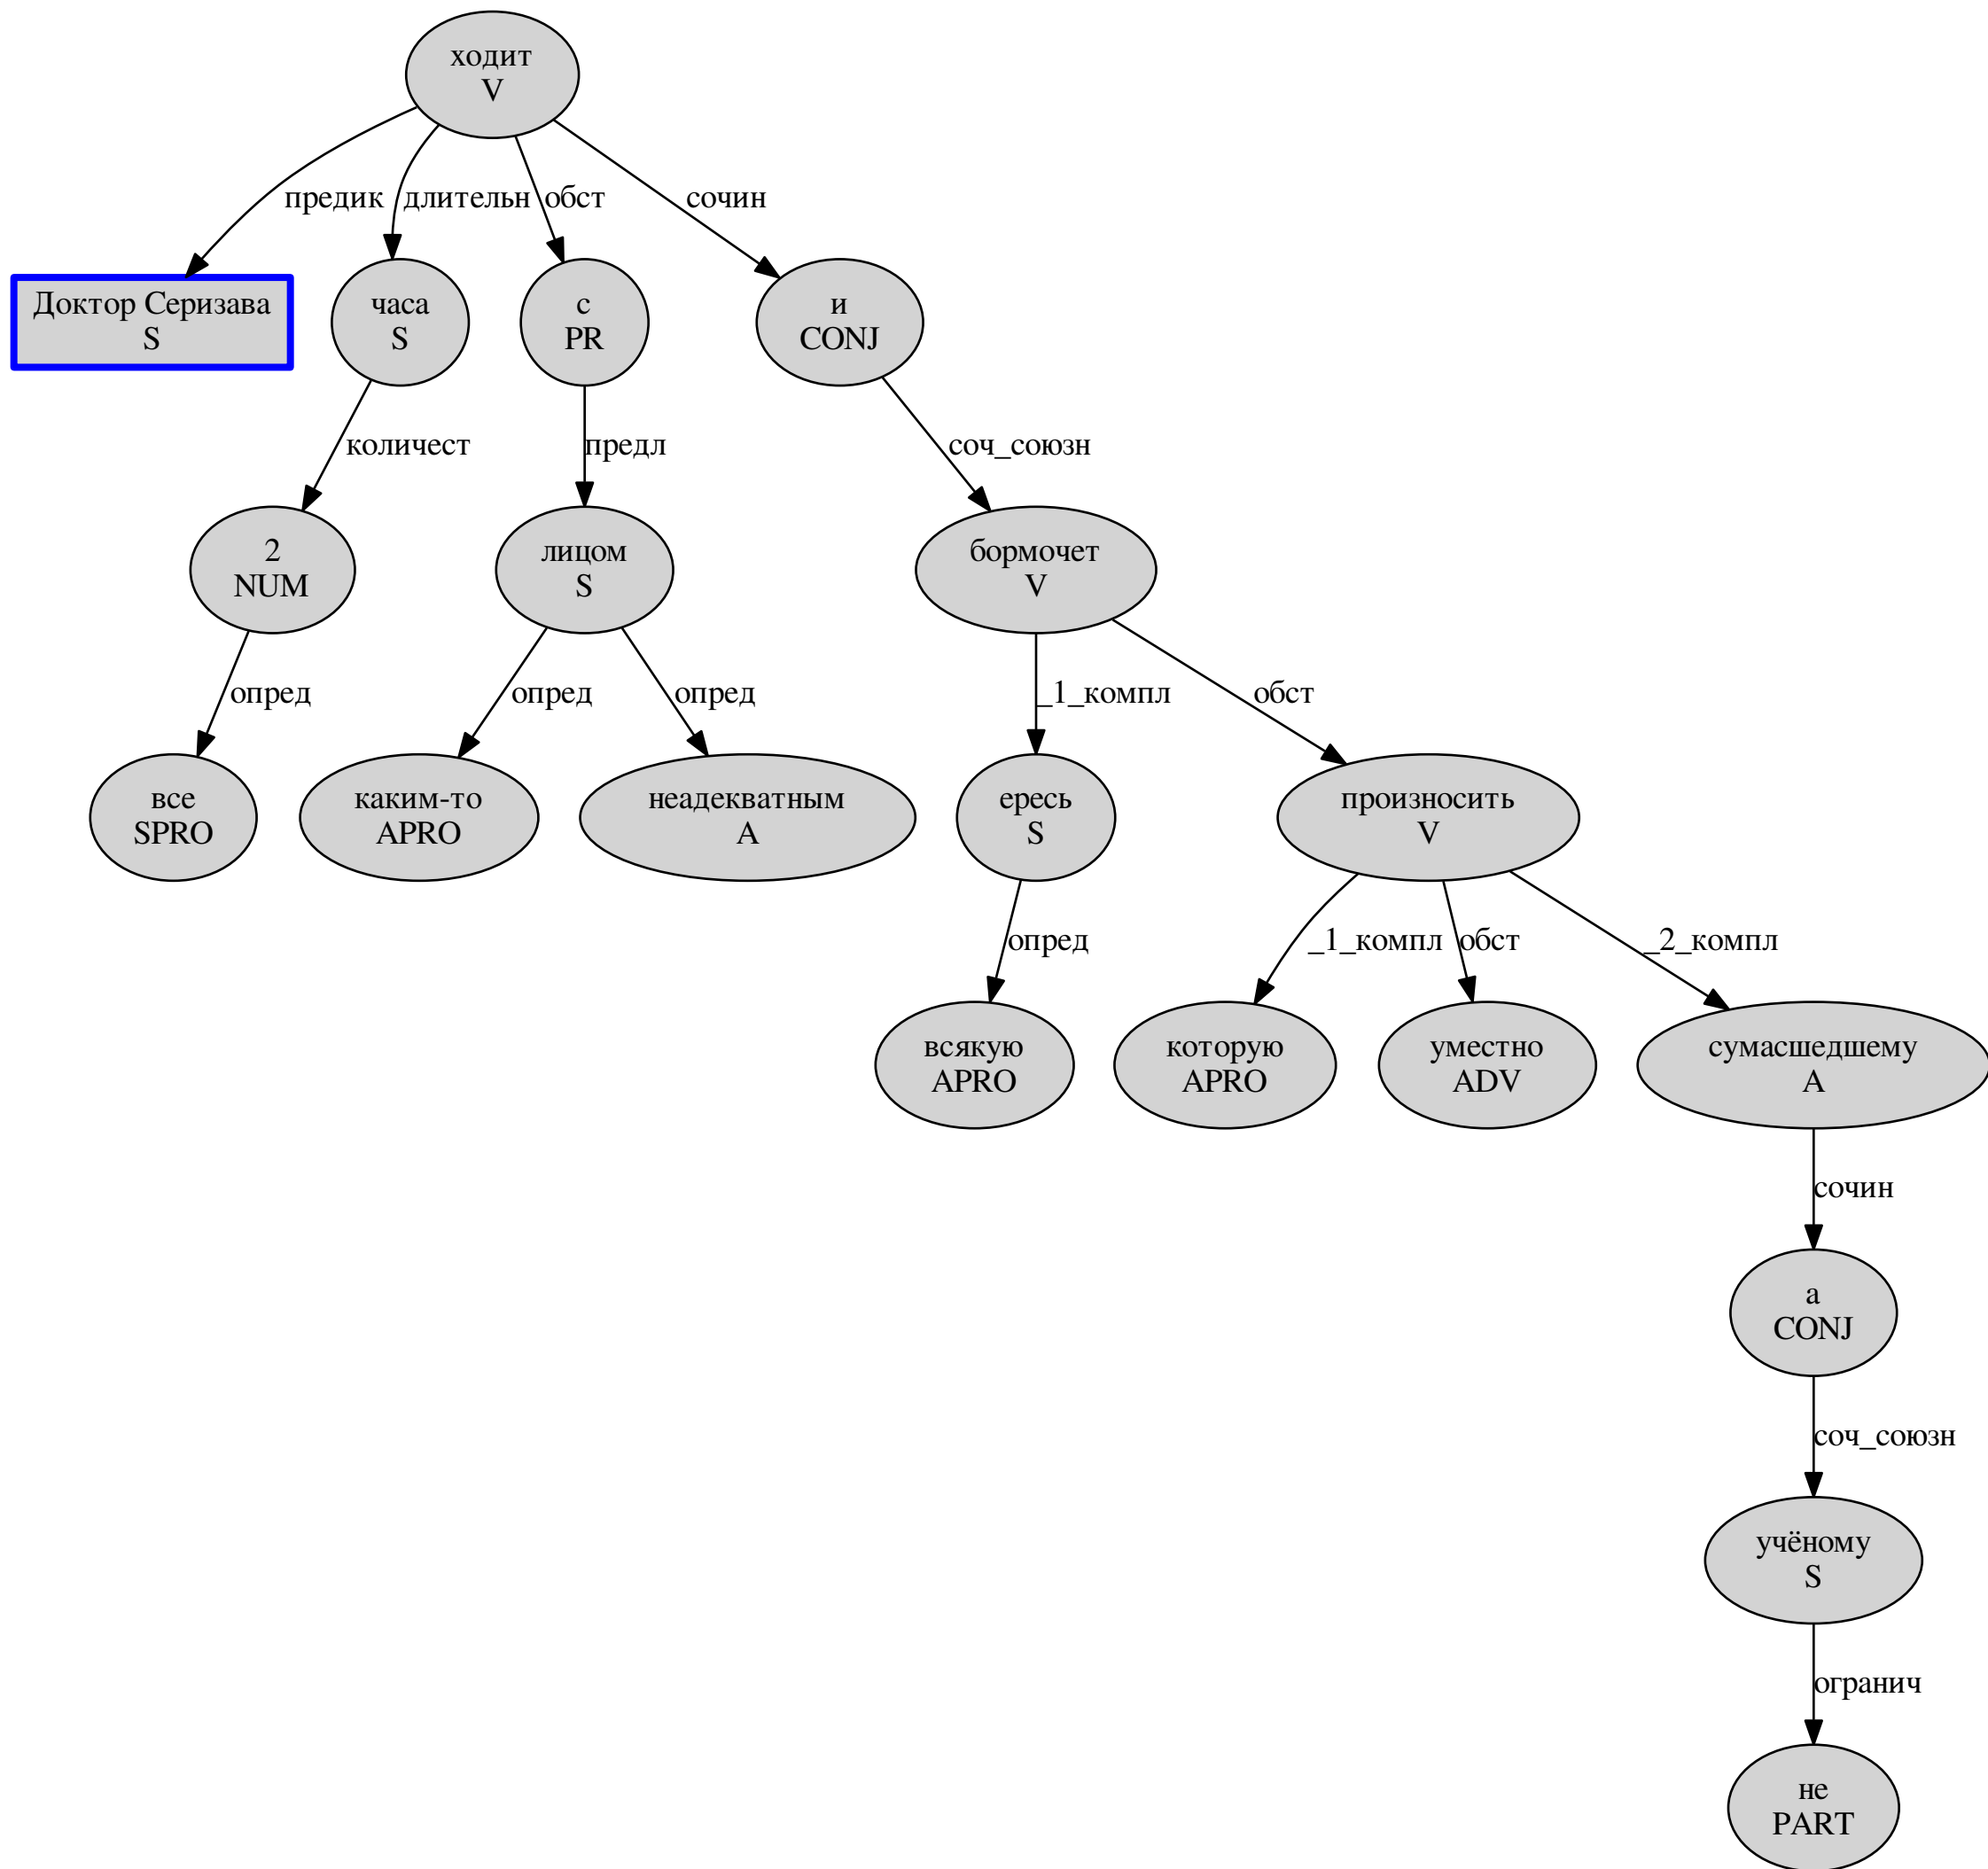 ходит
V
предик
длительн
обст
сочин
Доктор Серизава
S
часа
S
с
PR
и
CONJ
количест
предл
соч_союзн
2
NUM
лицом
S
бормочет
V
опред
опред
опред
_1_компл
обст
все
SPRO
каким-то
APRO
неадекватным
A
ересь
S
произносить
V
опред
_1_компл
обст
_2_компл
всякую
APRO
которую
APRO
уместно
ADV
сумасшедшему
A
сочин
а
CONJ
соч_союзн
учёному
S
огранич
не
PART